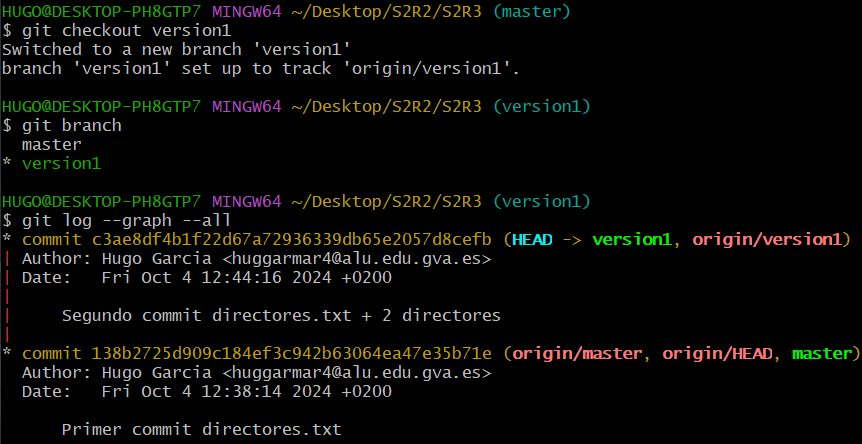 HUGO@DESKTOP-PH8GTP7 MINGW64 ~/Desktop/S2R2/S2R3 (master)
$ git checkout version1
Switched to a new branch 'version1'
branch 'version1' set up to track 'origin/version1'.
HUGO@DESKTOP-PH8GTP7 MINGW64 ~/Desktop/S2R2/S2R3 (version1)
$ git branch
  master
* version1
HUGO@DESKTOP-PH8GTP7 MINGW64 ~/Desktop/S2R2/S2R3 (version1)
$ git log --graph --all
* commit c3ae8df4b1f22d67a72936339db65e2057d8cefb (HEAD -> version1, origin/version1)
| Author: Hugo Garcia <huggarmar4@alu.edu.gva.es>
| Date:   Fri Oct 4 12:44:16 2024 +0200
|
|     Segundo commit directores.txt + 2 directores
|
* commit 138b2725d909c184ef3c942b63064ea47e35b71e (origin/master, origin/HEAD, master)
  Author: Hugo Garcia <huggarmar4@alu.edu.gva.es>
  Date:   Fri Oct 4 12:38:14 2024 +0200
      Primer commit directores.txt